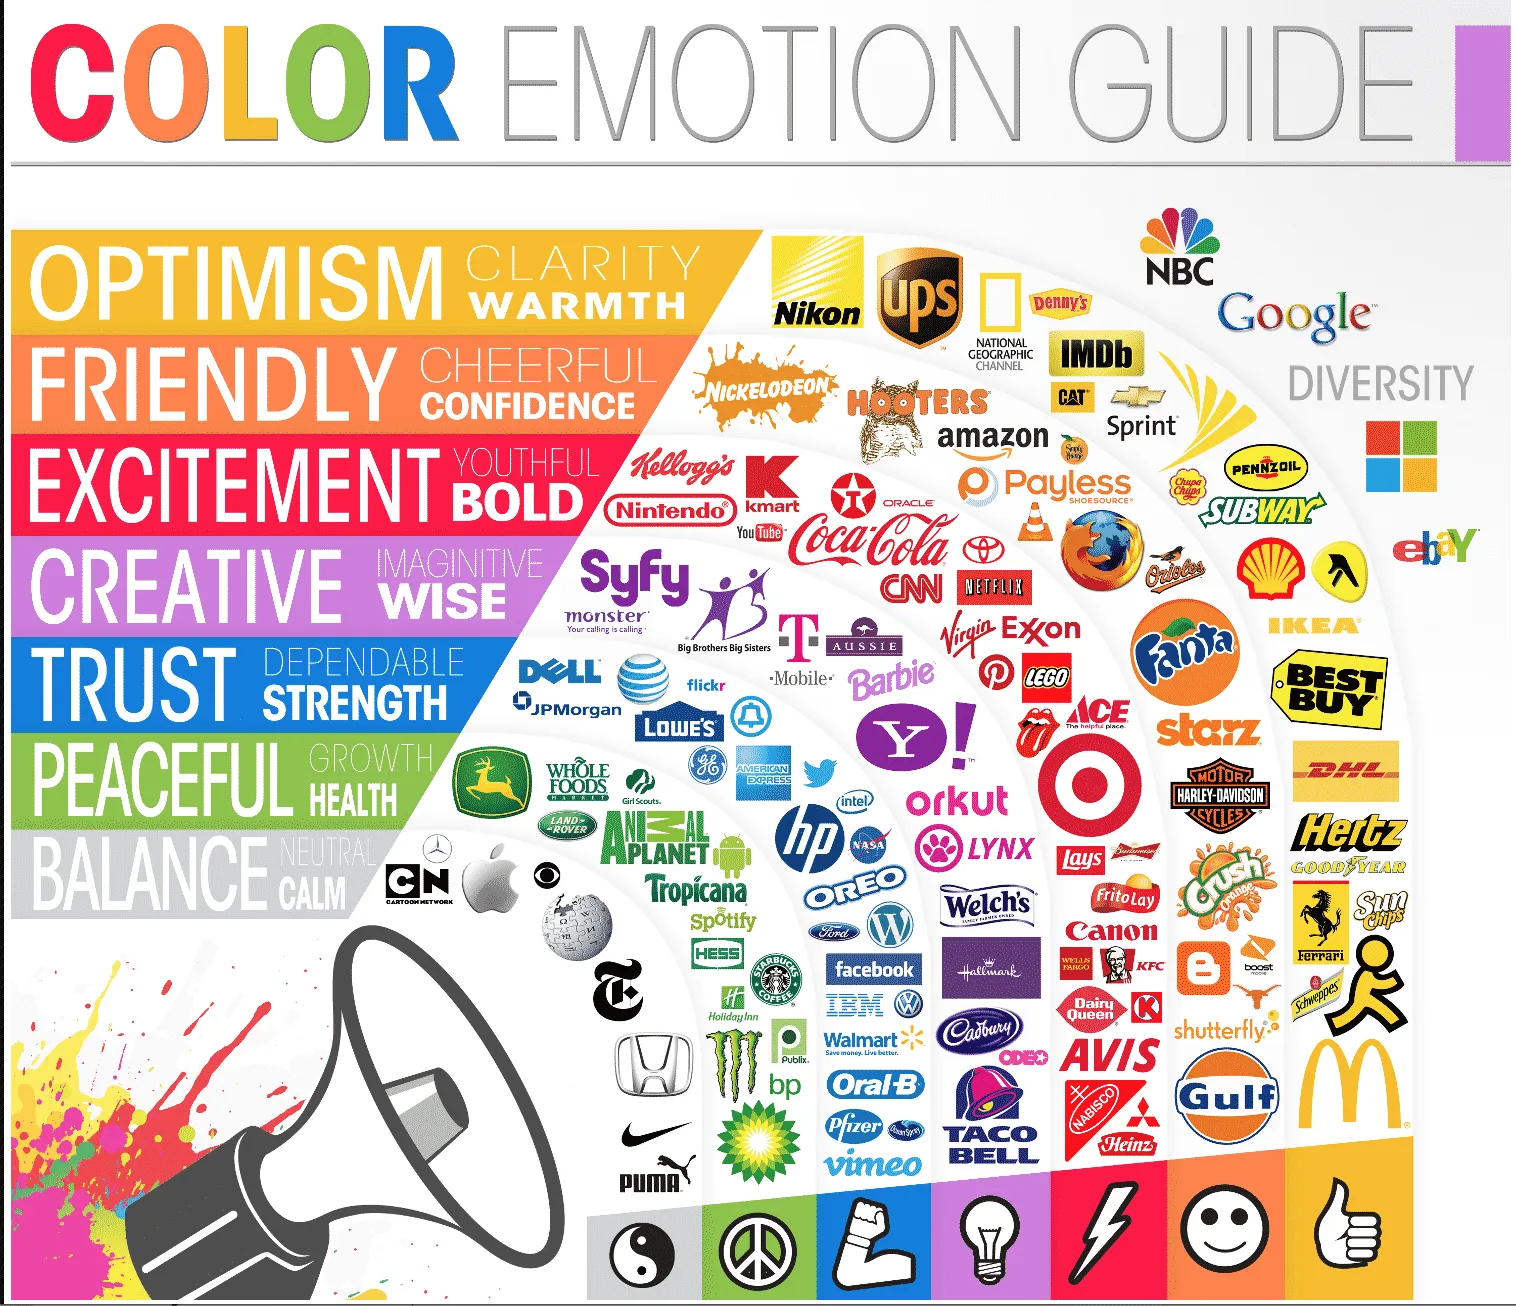 COLOR EMOTION GUIDE
OPTIMISM CLARITY
WARMTH
FRIENDLY CHEERFUL
CONFIDENCE
EXCITEMENT YOUTHFUL
BOLD
CREATIVE IMAGINITIVE
WISE
TRUST DEPENDABLE
STRENGTH
PEACEFUL GROWTH
HEALTH
BALANCE NEUTRAL
CALM
NBC
Google
DIVERSITY
ebaY
Nikon
ups
NATIONAL
GEOGRAPHIC
CHANNEL
Denny's
IMDb
CAT
Sprint
PENNZOIL
Chupa
Chups
SUBWAY
IKEA
BEST
BUY
DHL
Hertz
GOODYEAR
Ferrari
Sun
Chips
Schweppes
NICKELODEON
HOOTERS
amazon
Payless
SHOESOURCE
Orioles
Fanta
starz
MOTOR
HARLEY-DAVIDSON
CYCLES
Crush
Orange
B
boost
mobile
shutterfly
Gulf
Kellogg's
K
kmart
Nintendo®
T
ORACLE
YouTube
Coca-Cola
CNN
NETFLIX
Virgin
Exxon
LEGO
ACE
The helpful place.
Lays
Budweiser
FritoLay
Canon
WELLS
FARGO
KFC
Dairy
Queen
K
AVIS
NABISCO
Heinz
Syfy
monster
Your calling is calling
Big Brothers Big Sisters
T
·Mobile·
AUSSIE
Barbie
Y!
orkut
LYNX
Welch's
Hallmark
Cadbury
ODEO
TACO
BELL
DELL
at&t
flickr
JPMorgan
LOWE'S
GE
AMERICAN
EXPRESS
intel
hp
NASA
OREO
Ford
W
facebook
IBM
Walmart
Save money. Live better.
Oral-B
Pfizer
Ocean Spray
vimeo
WHOLE
FOODS
MARKET
Girl Scouts
LAND-
ROVER
ANIMAL
PLANET
Tropicana
Spotify
HESS
STARBUCKS
COFFEE
H
Holiday Inn
P
Publix
bp
CN
CARTOON NETWORK
T
H
PUMA